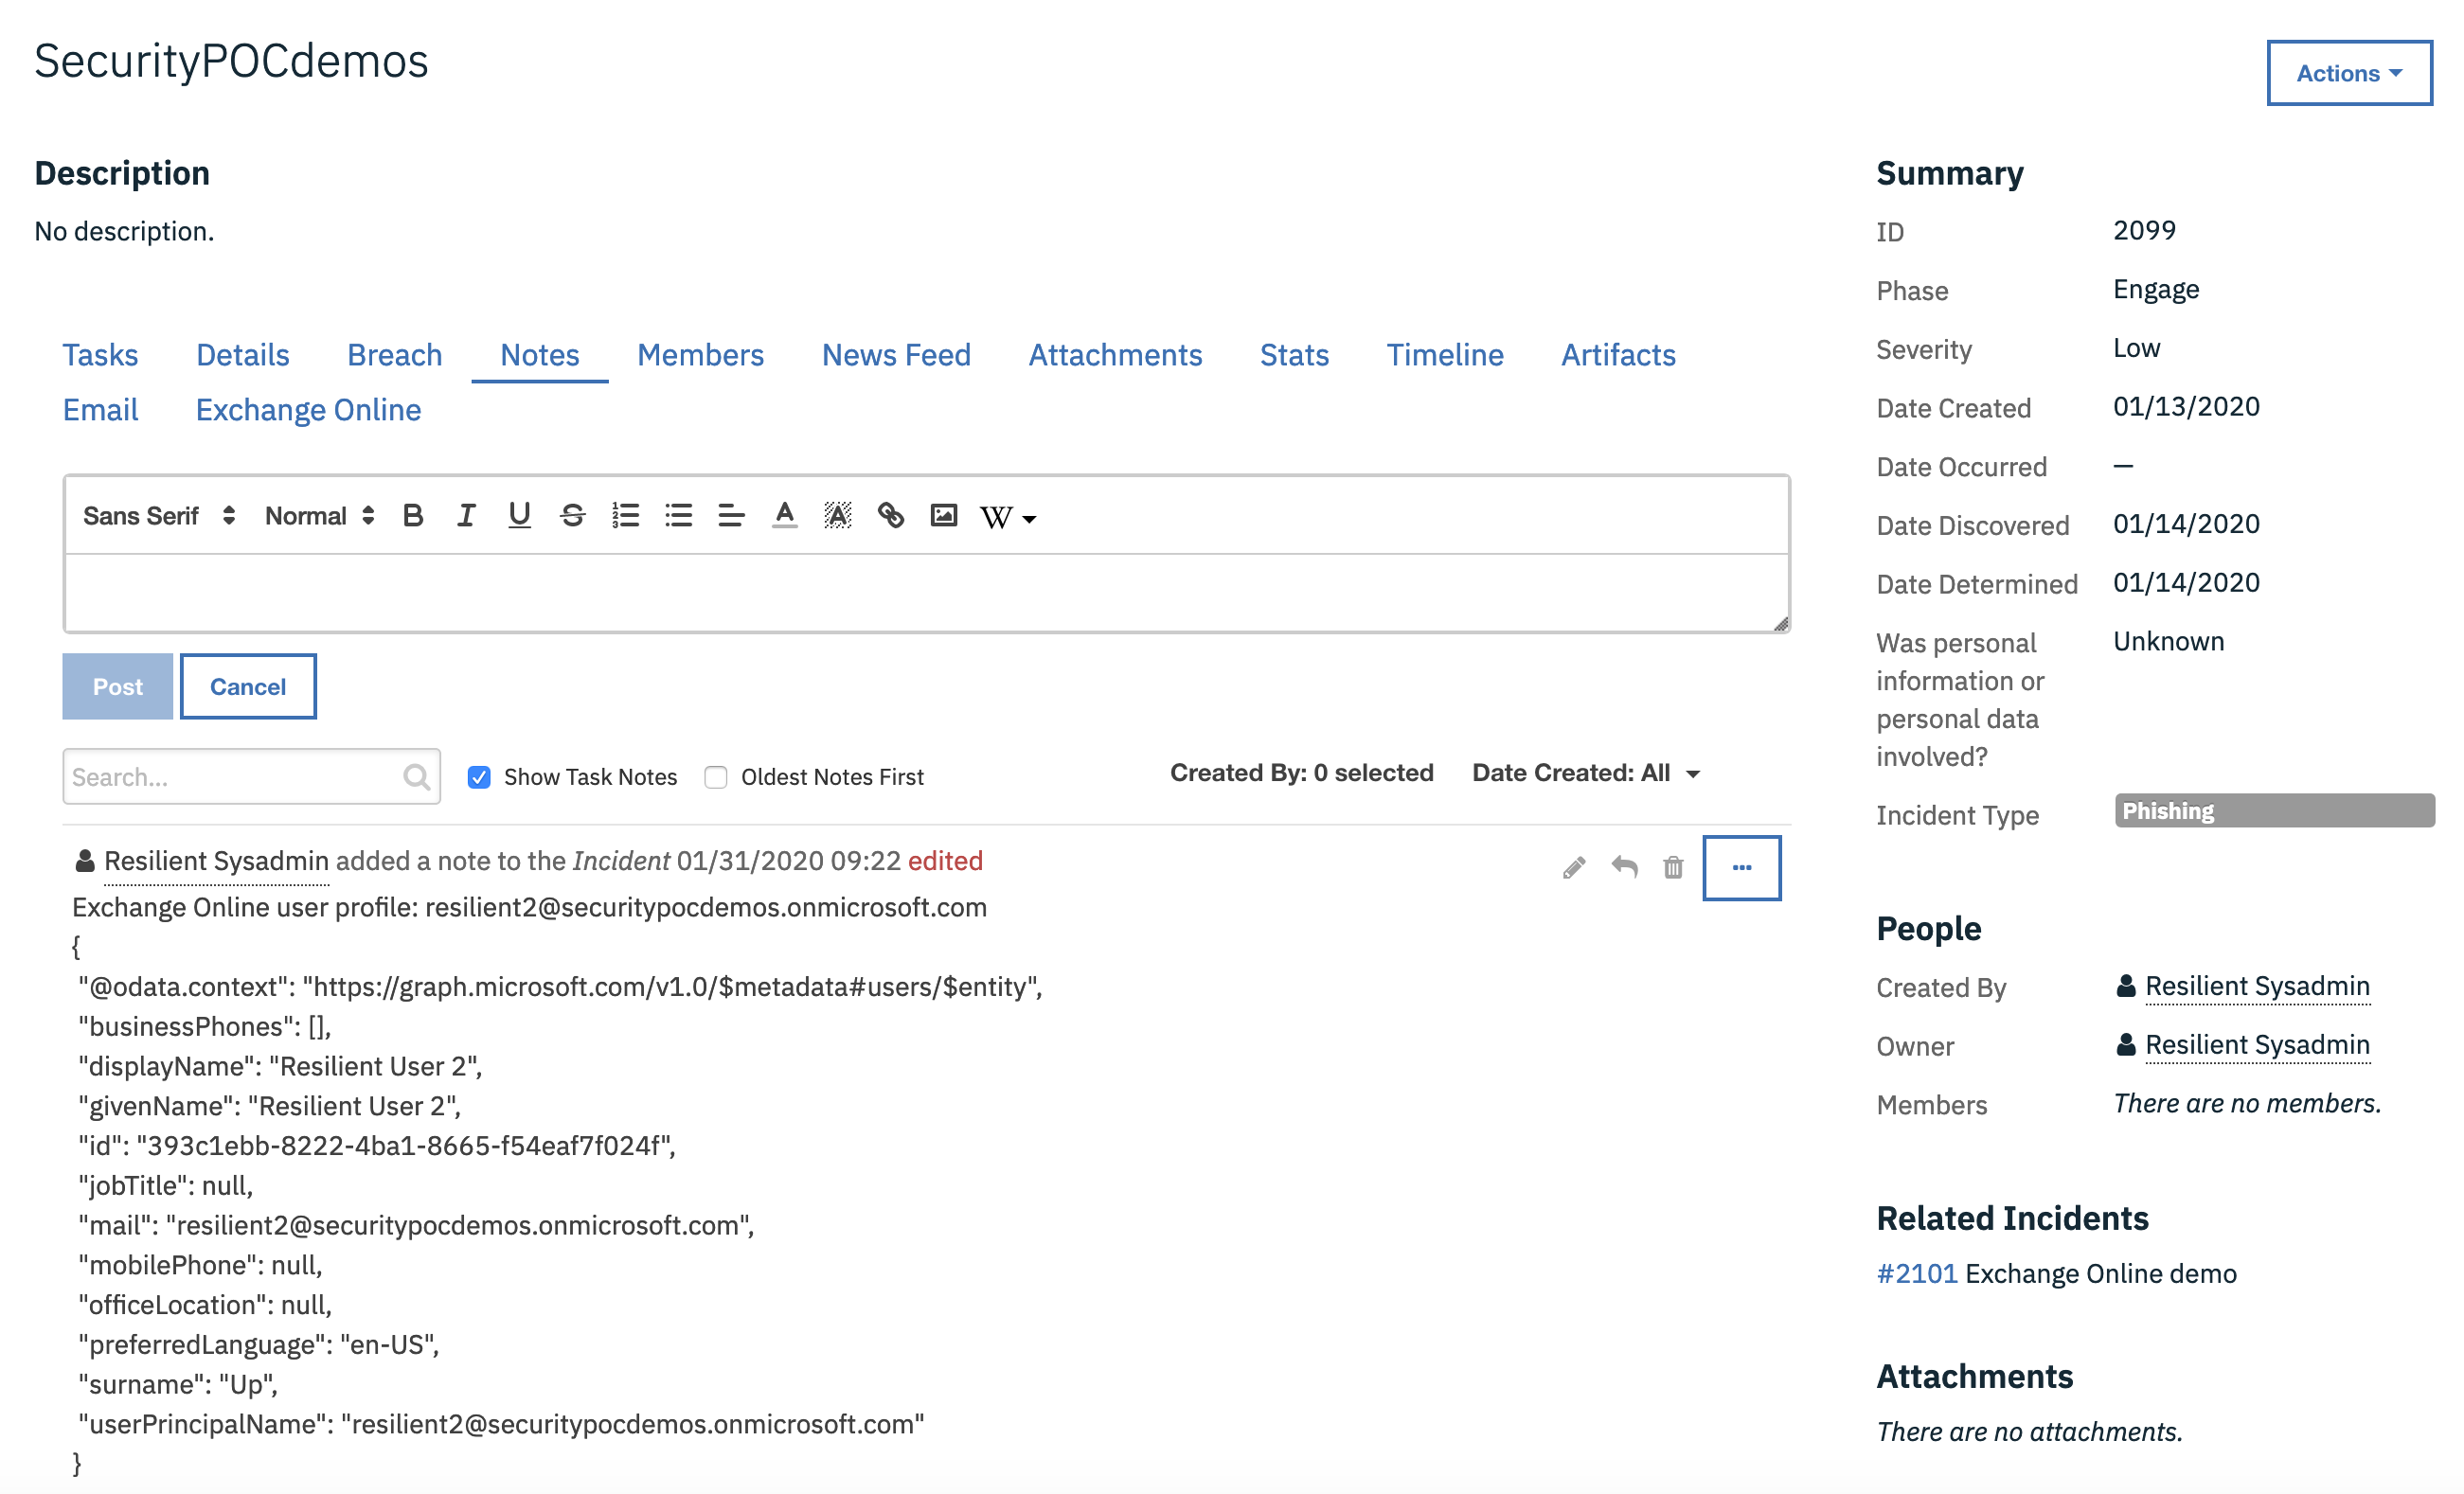 SecurityPOCdemos
Actions
Description
No description.
Tasks Details Breach Notes Members News Feed Attachments Stats Timeline Artifacts
Email Exchange Online
Sans Serif Normal B I U S A A W
Post Cancel
Search... Show Task Notes Oldest Notes First Created By: 0 selected Date Created: All
Resilient Sysadmin added a note to the Incident 01/31/2020 09:22 edited
Exchange Online user profile: resilient2@securitypocdemos.onmicrosoft.com
{
"@odata.context": "https://graph.microsoft.com/v1.0/$metadata#users/$entity",
"businessPhones": [],
"displayName": "Resilient User 2",
"givenName": "Resilient User 2",
"id": "393c1ebb-8222-4ba1-8665-f54eaf7f024f",
"jobTitle": null,
"mail": "resilient2@securitypocdemos.onmicrosoft.com",
"mobilePhone": null,
"officeLocation": null,
"preferredLanguage": "en-US",
"surname": "Up",
"userPrincipalName": "resilient2@securitypocdemos.onmicrosoft.com"
}
Summary
ID 2099
Phase Engage
Severity Low
Date Created 01/13/2020
Date Occurred —
Date Discovered 01/14/2020
Date Determined 01/14/2020
Was personal Unknown
information or
personal data
involved?
Incident Type Phishing
People
Created By Resilient Sysadmin
Owner Resilient Sysadmin
Members There are no members.
Related Incidents
#2101 Exchange Online demo
Attachments
There are no attachments.